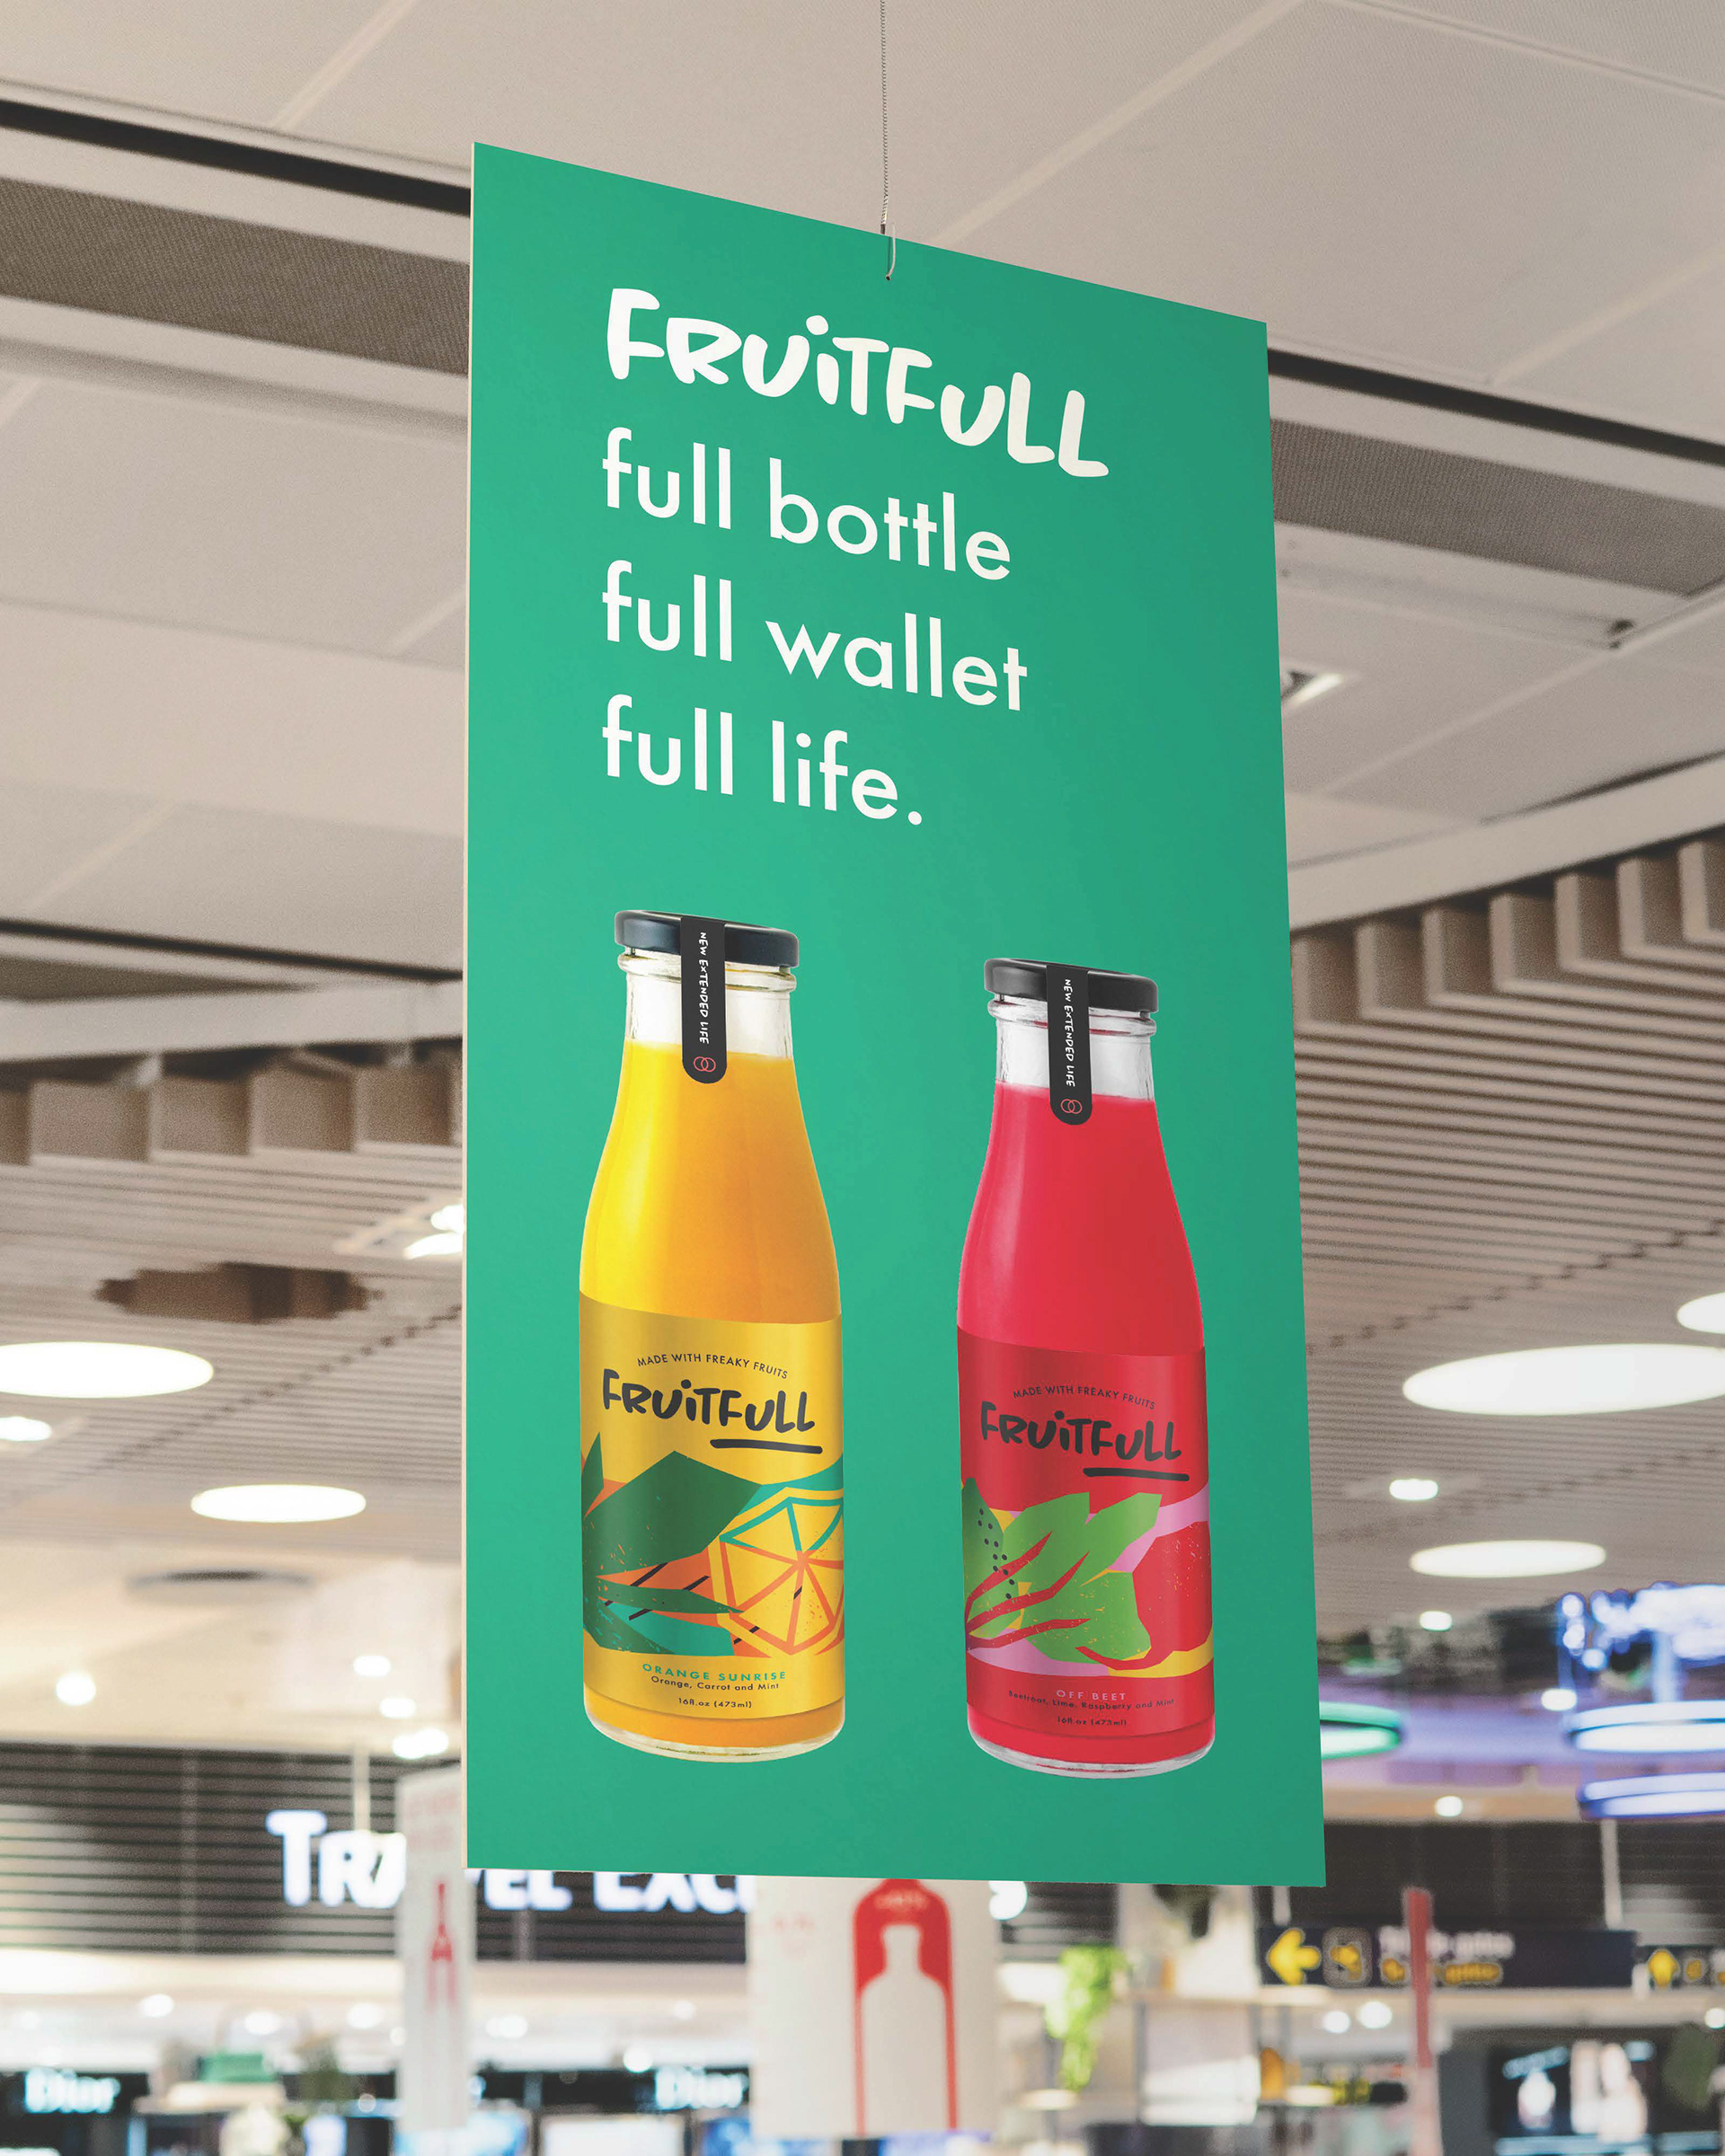 FRUiTFULL
full bottle
full wallet
full life.
NEW EXTENDED LIFE
NEW EXTENDED LIFE
MADE WITH FREAKY FRUITS
FRUiTFULL
ORANGE SUNRISE
Orange, Carrot and Mint
16fl.oz (473ml)
MADE WITH FREAKY FRUITS
FRUiTFULL
OFF BEET
Beetroot, Lime, Raspberry and Mint
16fl.oz (473ml)
Dior
Dior